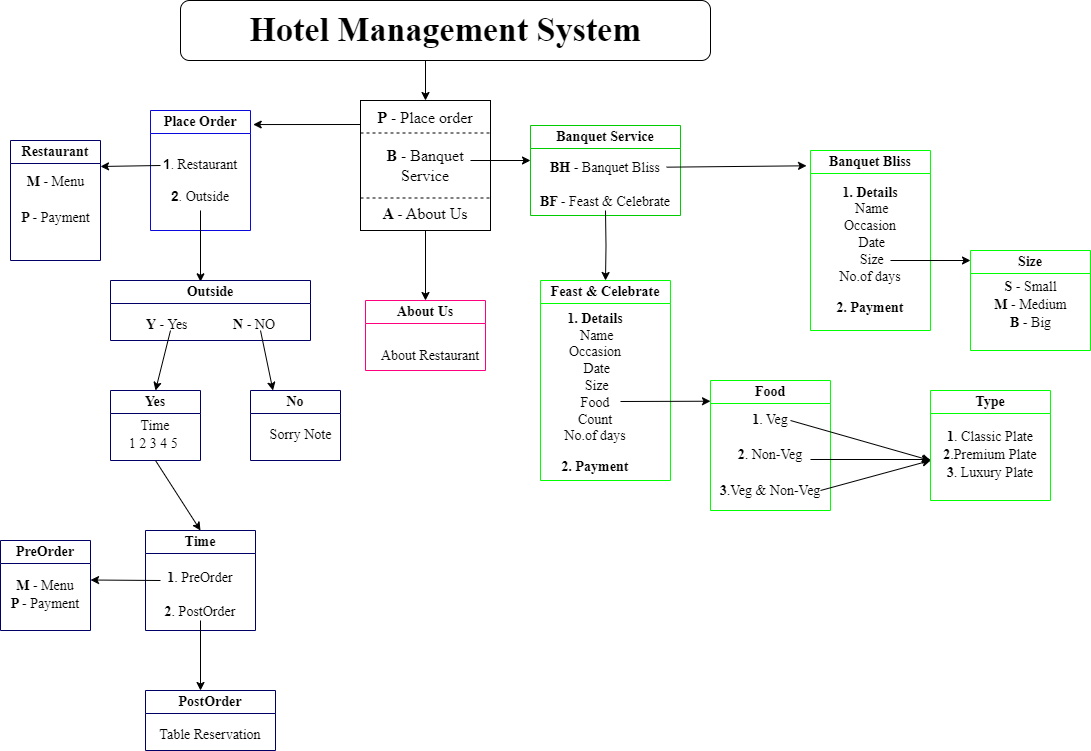 Hotel Management System
P - Place order
B - Banquet
Service
A - About Us
Place Order
1. Restaurant
2. Outside
Restaurant
M - Menu
P - Payment
Outside
Y - Yes N - NO
Yes
Time
1 2 3 4 5
No
Sorry Note
Time
1. PreOrder
2. PostOrder
PreOrder
M - Menu
P - Payment
PostOrder
Table Reservation
About Us
About Restaurant
Banquet Service
BH - Banquet Bliss
BF - Feast & Celebrate
Banquet Bliss
1. Details
Name
Occasion
Date
Size
No.of days
2. Payment
Size
S - Small
M - Medium
B - Big
Feast & Celebrate
1. Details
Name
Occasion
Date
Size
Food
Count
No.of days
2. Payment
Food
1. Veg
2. Non-Veg
3.Veg & Non-Veg
Type
1. Classic Plate
2.Premium Plate
3. Luxury Plate